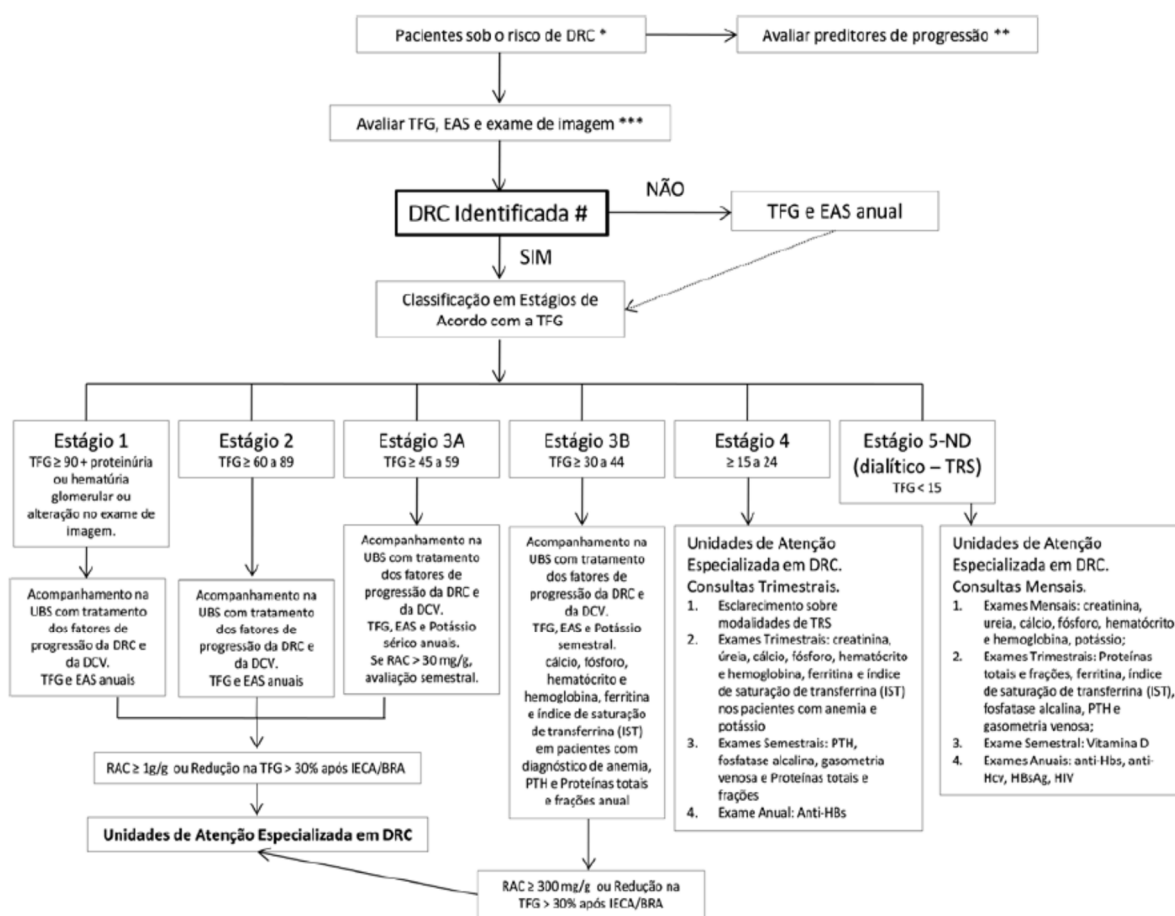 Pacientes sob o risco de DRC *
Avaliar preditores de progressão **
Avaliar TFG, EAS e exame de imagem ***
DRC Identificada #
NÃO
TFG e EAS anual
SIM
Classificação em Estágios de
Acordo com a TFG
Estágio 1
TFG ≥ 90 + proteinúria
ou hematúria
glomerular ou
alteração no exame de
imagem.
Acompanhamento na
UBS com tratamento
dos fatores de
progressão da DRC e
da DCV.
TFG e EAS anuais
Estágio 2
TFG ≥ 60 a 89
Acompanhamento na
UBS com tratamento
dos fatores de
progressão da DRC e
da DCV.
TFG e EAS anuais
Estágio 3A
TFG ≥ 45 a 59
Acompanhamento na
UBS com tratamento
dos fatores de
progressão da DRC e
da DCV.
TFG, EAS e Potássio
sérico anuais.
Se RAC > 30 mg/g,
avaliação semestral.
RAC ≥ 1g/g ou Redução na TFG > 30% após IECA/BRA
Unidades de Atenção Especializada em DRC
Estágio 3B
TFG ≥ 30 a 44
Acompanhamento na
UBS com tratamento
dos fatores de
progressão da DRC e
da DCV.
TFG, EAS e Potássio
semestral.
cálcio, fósforo,
hematócrito e
hemoglobina, ferritina
e índice de saturação
de transferrina (IST)
em pacientes com
diagnóstico de anemia,
PTH e Proteínas totais
e frações anual
RAC ≥ 300 mg/g ou Redução na
TFG > 30% após IECA/BRA
Estágio 4
≥ 15 a 24
Unidades de Atenção
Especializada em DRC.
Consultas Trimestrais.
1. Esclarecimento sobre
modalidades de TRS
2. Exames Trimestrais: creatinina,
úreia, cálcio, fósforo, hematócrito
e hemoglobina, ferritina e índice
de saturação de transferrina (IST)
nos pacientes com anemia e
potássio
3. Exames Semestrais: PTH,
fosfatase alcalina, gasometria
venosa e Proteínas totais e
frações
4. Exame Anual: Anti-HBs
Estágio 5-ND
(dialítico – TRS)
TFG < 15
Unidades de Atenção
Especializada em DRC.
Consultas Mensais.
1. Exames Mensais: creatinina,
ureia, cálcio, fósforo, hematócrito
e hemoglobina, potássio;
2. Exames Trimestrais: Proteínas
totais e frações, ferritina, índice
de saturação de transferrina (IST),
fosfatase alcalina, PTH e
gasometria venosa;
3. Exame Semestral: Vitamina D
4. Exames Anuais: anti-Hbs, anti-
Hcv, HBsAg, HIV